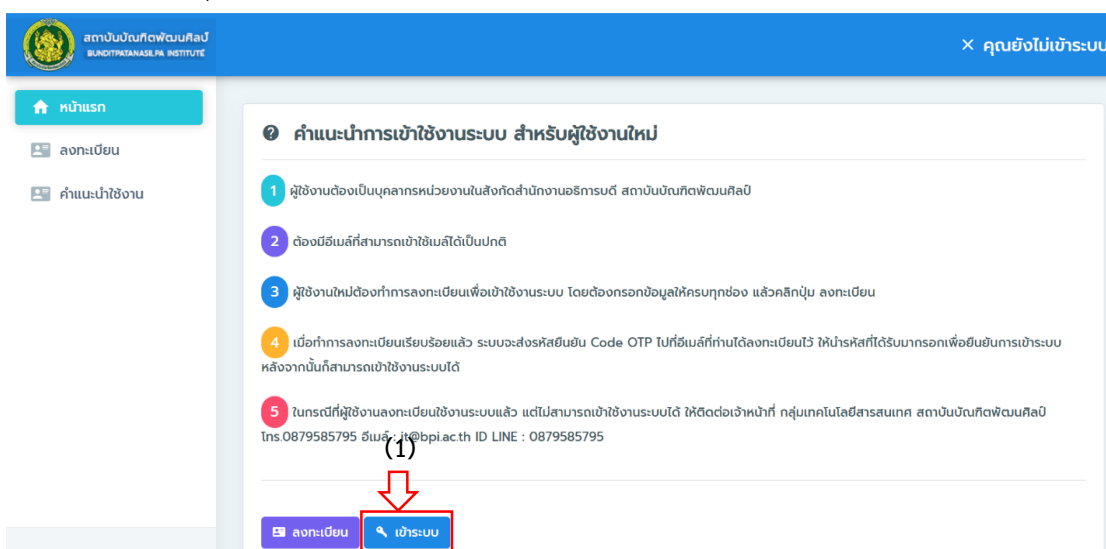 สถาบันบัณฑิตพัฒนศิลป์
BUNDITPATANASILPA INSTITUTE
× คุณยังไม่เข้าระบบ
หน้าแรก
ลงทะเบียน
คำแนะนำใช้งาน
คำแนะนำการเข้าใช้งานระบบ สำหรับผู้ใช้งานใหม่
1 ผู้ใช้งานต้องเป็นบุคลากรหน่วยงานในสังกัดสำนักงานอธิการบดี สถาบันบัณฑิตพัฒนศิลป์
2 ต้องมีอีเมล์ที่สามารถเข้าใช้เมล์ได้เป็นปกติ
3 ผู้ใช้งานใหม่ต้องทำการลงทะเบียนเพื่อเข้าใช้งานระบบ โดยต้องกรอกข้อมูลให้ครบทุกช่อง แล้วคลิกปุ่ม ลงทะเบียน
4 เมื่อทำการลงทะเบียนเรียบร้อยแล้ว ระบบจะส่งรหัสยืนยัน Code OTP ไปที่อีเมล์ที่ท่านได้ลงทะเบียนไว้ ให้นำรหัสที่ได้รับมากรอกเพื่อยืนยันการเข้าระบบ
หลังจากนั้นก็สามารถเข้าใช้งานระบบได้
5 ในกรณีที่ผู้ใช้งานลงทะเบียนใช้งานระบบแล้ว แต่ไม่สามารถเข้าใช้งานระบบได้ ให้ติดต่อเจ้าหน้าที่ กลุ่มเทคโนโลยีสารสนเทศ สถาบันบัณฑิตพัฒนศิลป์
โทร.0879585795 อีเมล์ : it@bpi.ac.th ID LINE : 0879585795
(1)
ลงทะเบียน
เข้าระบบ